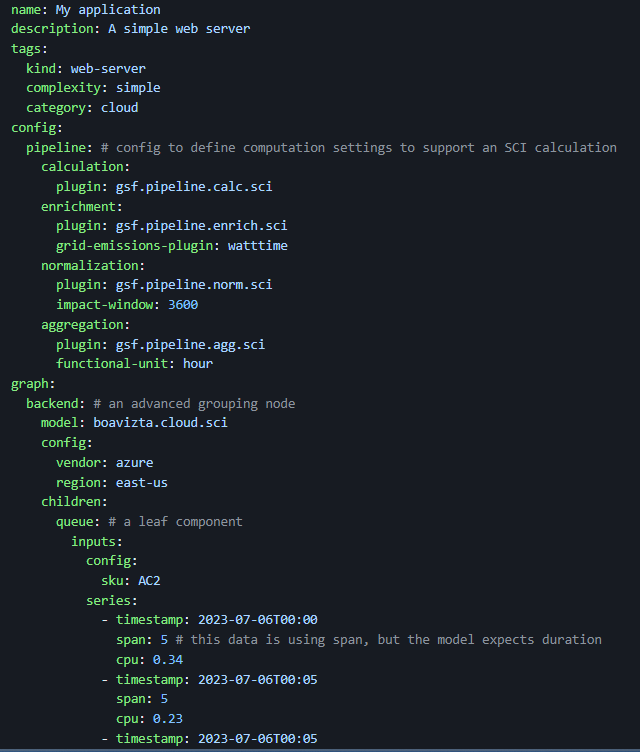 name: My application
description: A simple web server
tags:
  kind: web-server
  complexity: simple
  category: cloud
config:
  pipeline: # config to define computation settings to support an SCI calculation
    calculation:
      plugin: gsf.pipeline.calc.sci
    enrichment:
      plugin: gsf.pipeline.enrich.sci
      grid-emissions-plugin: watttime
    normalization:
      plugin: gsf.pipeline.norm.sci
      impact-window: 3600
    aggregation:
      plugin: gsf.pipeline.agg.sci
      functional-unit: hour
graph:
  backend: # an advanced grouping node
    model: boavizta.cloud.sci
    config:
      vendor: azure
      region: east-us
    children:
      queue: # a leaf component
        inputs:
          config:
            sku: AC2
          series:
            - timestamp: 2023-07-06T00:00
              span: 5 # this data is using span, but the model expects duration
              cpu: 0.34
            - timestamp: 2023-07-06T00:05
              span: 5
              cpu: 0.23
            - timestamp: 2023-07-06T00:05